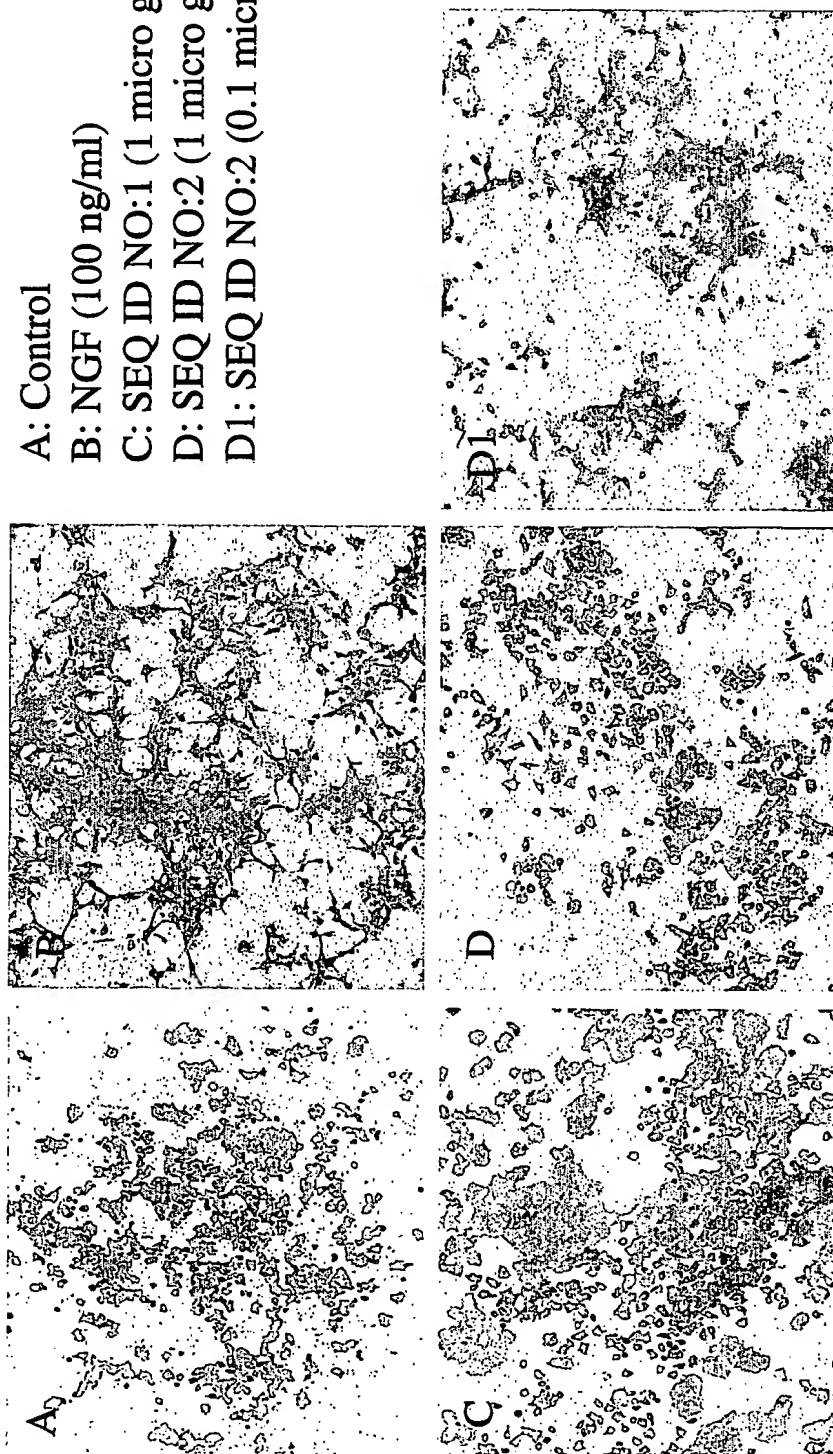 A: Control
B: NGF (100 ng/ml)
C: SEQ ID NO:1 (1 micro g
D: SEQ ID NO:2 (1 micro g
D1: SEQ ID NO:2 (0.1 micr
A
B
C
D
D1